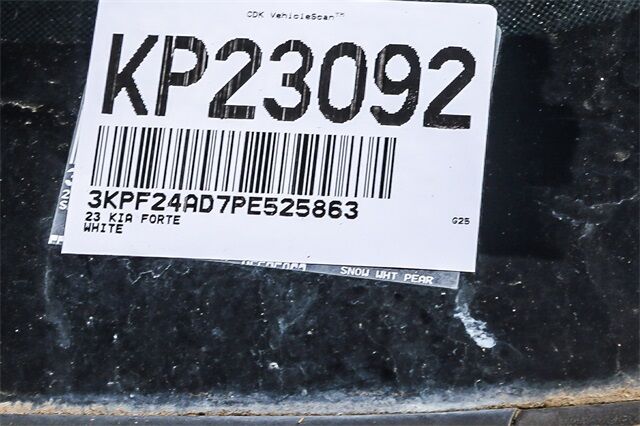 CDK VehicleScan™
KP23092
3KPF24AD7PE525863
23 KIA FORTE
WHITE
G25
SNOW WHT PEAR